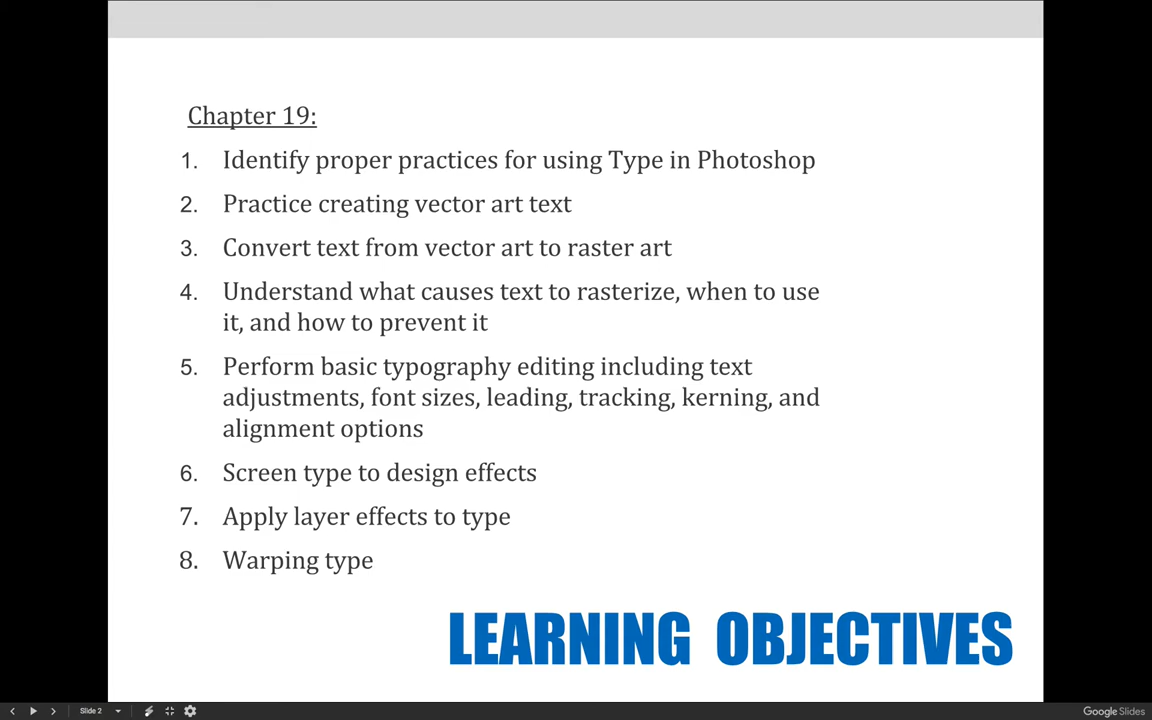 Chapter 19:
1. Identify proper practices for using Type in Photoshop
2. Practice creating vector art text
3. Convert text from vector art to raster art
4. Understand what causes text to rasterize, when to use
it, and how to prevent it
5. Perform basic typography editing including text
adjustments, font sizes, leading, tracking, kerning, and
alignment options
6. Screen type to design effects
7. Apply layer effects to type
8. Warping type
LEARNING OBJECTIVES
Slide 2
Google Slides